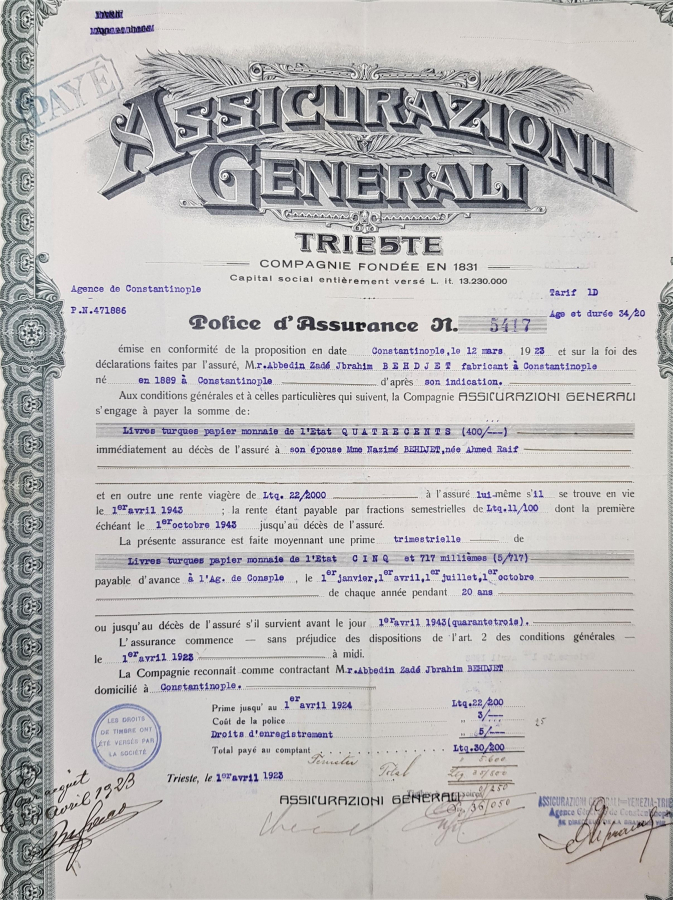 PAYÉ
ASSICURAZIONI
GENERALI
TRIESTE
COMPAGNIE FONDÉE EN 1831
Capital social entièrement versé L. it. 13.230.000
Agence de Constantinople
Tarif 1D
P.N.471886
Age et durée 34/20
Police d'Assurance N. 5417
émise en conformité de la proposition en date Constantinople,le 12 mars 1923 et sur la foi des
déclarations faites par l'assuré, Mr.Abbedin Zadé Jbrahim BEHDJET fabricant à Constantinople
né en 1889 à Constantinople d'après son indication.
Aux conditions générales et à celles particulières qui suivent, la Compagnie ASSICURAZIONI GENERALI
s'engage à payer la somme de:
Livres turques papier monnaie de l'Etat QUATRECENTS (400/---)
immédiatement au décès de l'assuré à son épouse Mme Nazimé BEHDJET,née Ahmed Raif
et en outre une rente viagère de Ltq. 22/2000 à l'assuré lui-même s'il se trouve en vie
le 1er avril 1943 ; la rente étant payable par fractions semestrielles de Ltq.11/100 dont la première
échéant le 1er octobre 1943 jusqu'au décès de l'assuré.
La présente assurance est faite moyennant une prime trimestrielle de
Livres turques papier monnaie de l'Etat CINQ et 717 millièmes (5/717)
payable d'avance à l'Ag. de Consple , le 1er janvier,1er avril,1er juillet,1er octobre
de chaque année pendant 20 ans
ou jusqu'au décès de l'assuré s'il survient avant le jour 1er avril 1943(quarantetrois).
L'assurance commence — sans préjudice des dispositions de l'art. 2 des conditions générales —
le 1er avril 1923 à midi.
La Compagnie reconnaît comme contractant Mr.Abbedin Zadé Jbrahim BEHDJET
domicilié à Constantinople.
Prime jusqu'au 1er avril 1924 Ltq.22/200
Coût de la police " 3/---
Droits d'enregistrement " 5/---
Total payé au comptant Ltq.30/200
LES DROITS
DE TIMBRE ONT
ÉTÉ VERSÉS PAR
LA SOCIÉTÉ
Trieste, le 1er avril 1923
ASSICURAZIONI GENERALI
36/050
avril 1923
ASSICURAZIONI GENERALI
Agence Générale de Constantinople